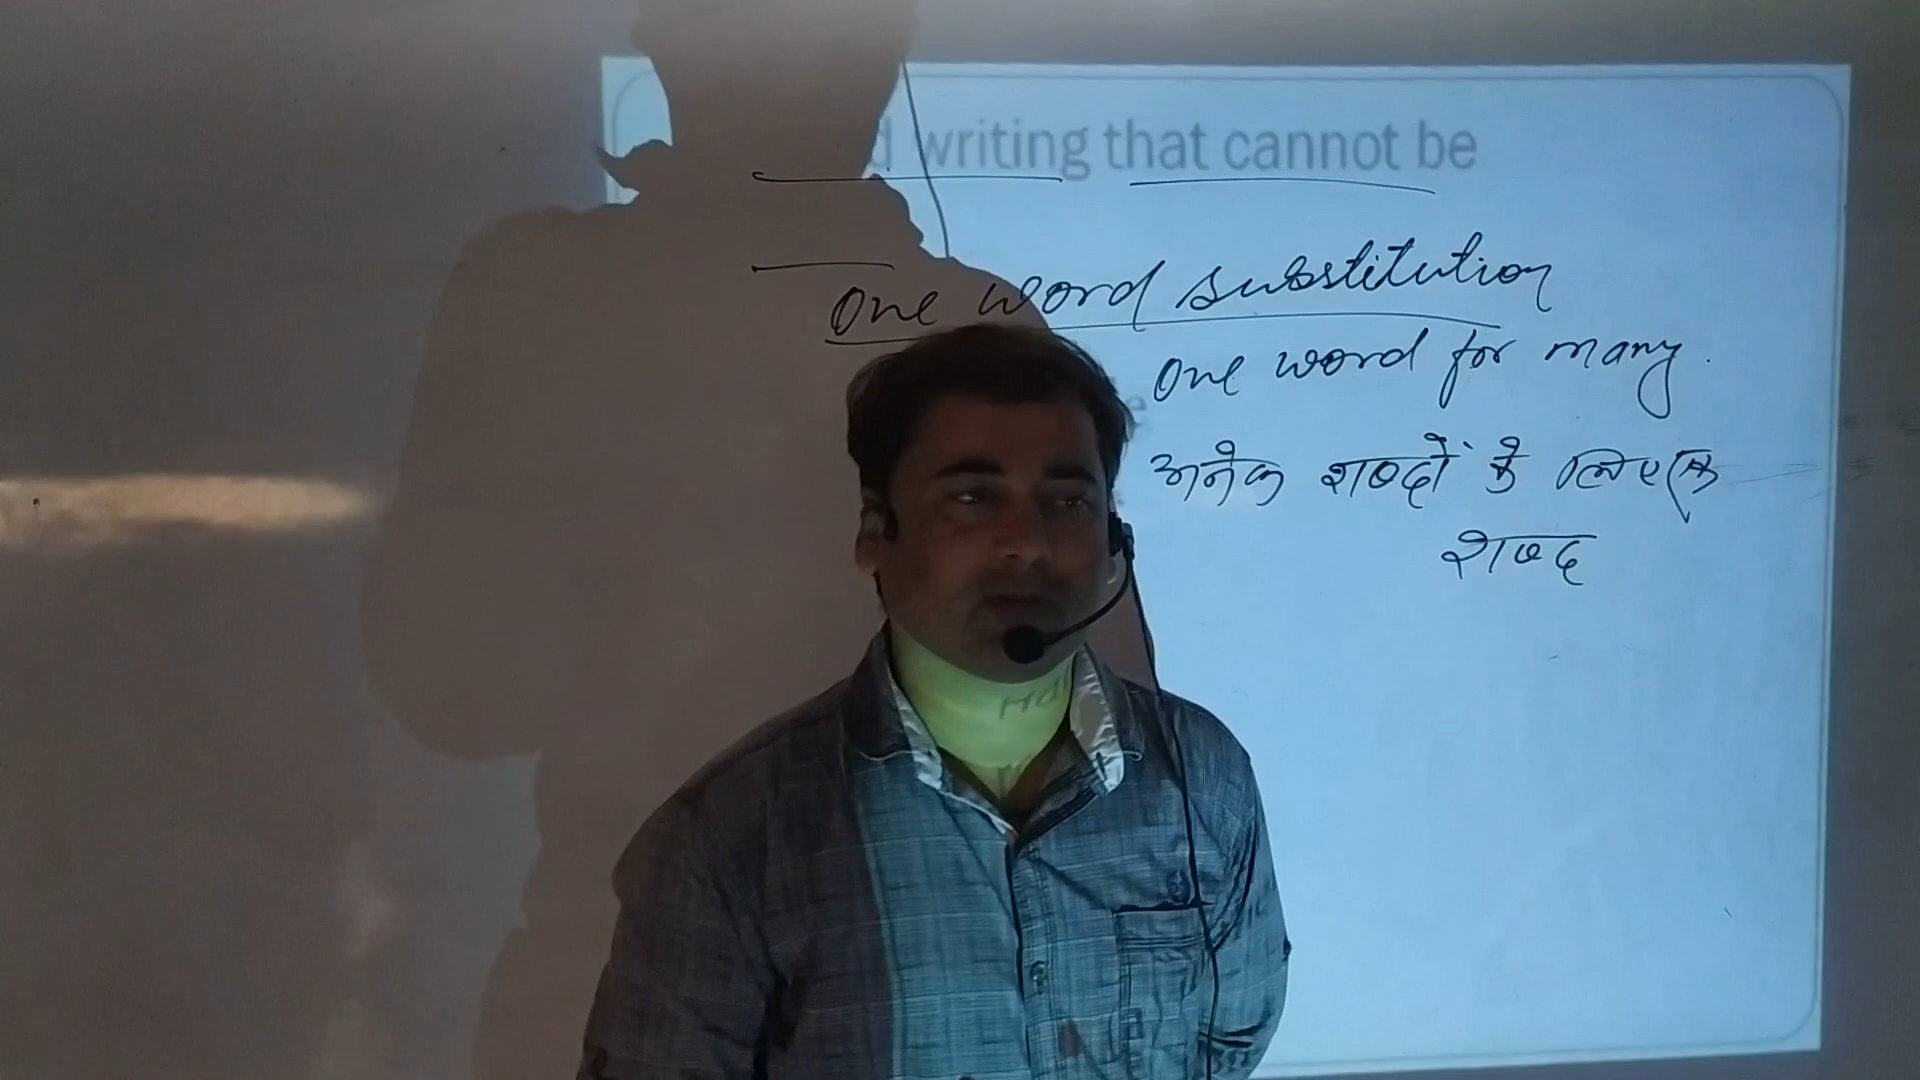 writing that cannot be
One word substitution
One word for many.
अनेक शब्दों के लिए एक
शब्द